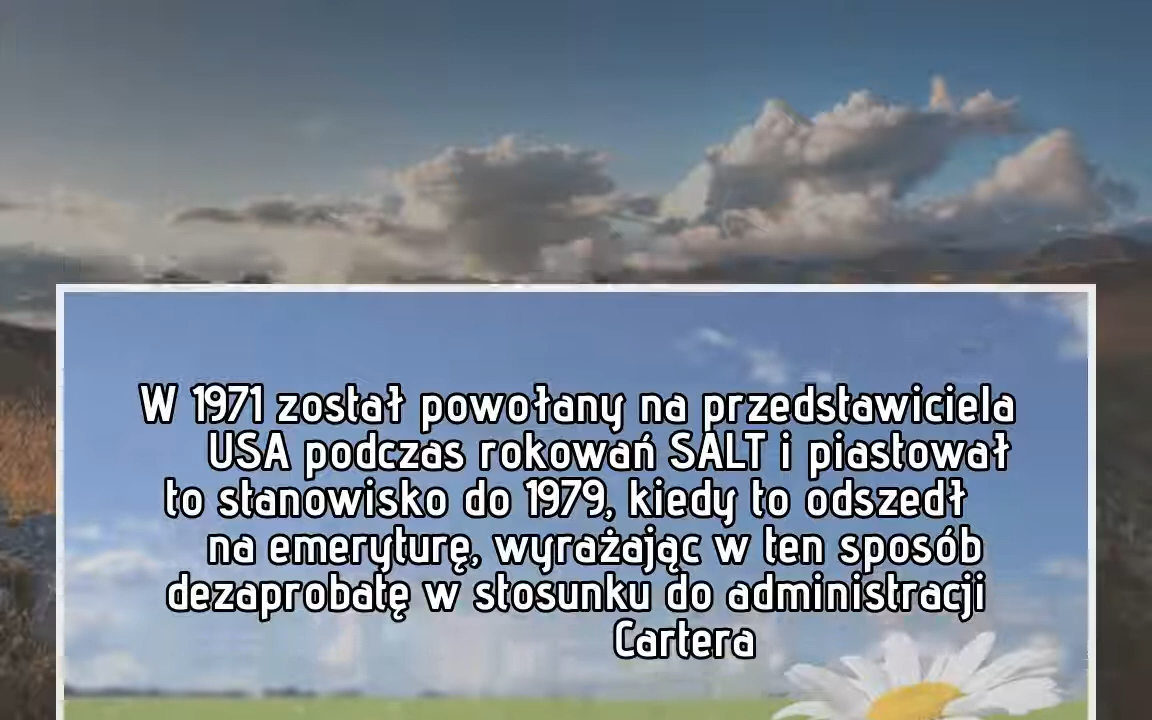 W 1971 został powołany na przedstawiciela
USA podczas rokowań SALT i piastował
to stanowisko do 1979, kiedy to odszedł
na emeryturę, wyrażając w ten sposób
dezaprobatę w stosunku do administracji
Cartera